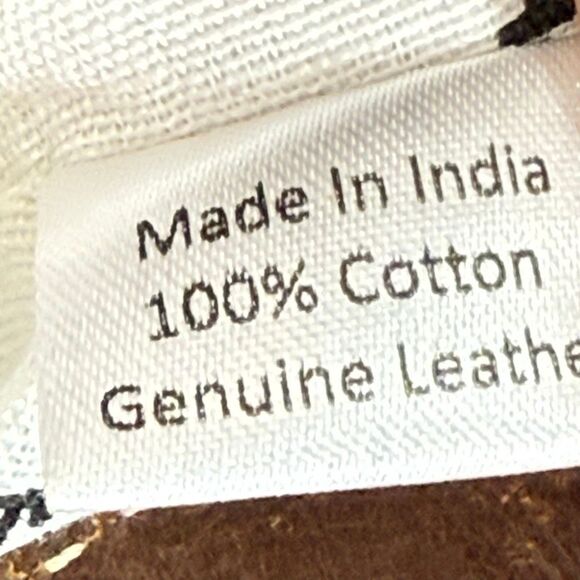 Made In India
100% Cotton
Genuine Leathe